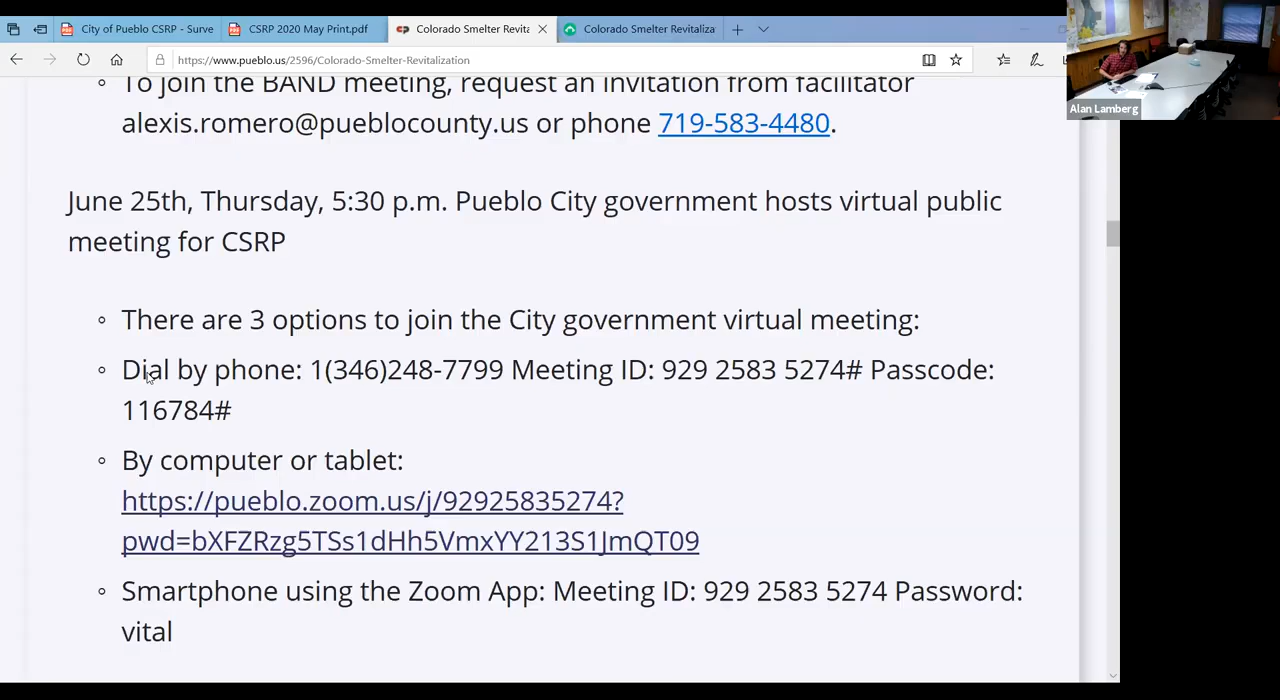 City of Pueblo CSRP - Surve
CSRP 2020 May Print.pdf
Colorado Smelter Revita
Colorado Smelter Revitaliza
https://www.pueblo.us/2596/Colorado-Smelter-Revitalization
Alan Lamberg
To join the BAND meeting, request an invitation from facilitator
alexis.romero@pueblocounty.us or phone 719-583-4480.
June 25th, Thursday, 5:30 p.m. Pueblo City government hosts virtual public
meeting for CSRP
There are 3 options to join the City government virtual meeting:
Dial by phone: 1(346)248-7799 Meeting ID: 929 2583 5274# Passcode:
116784#
By computer or tablet:
https://pueblo.zoom.us/j/92925835274?
pwd=bXFZRzg5TSs1dHh5VmxYY213S1JmQT09
Smartphone using the Zoom App: Meeting ID: 929 2583 5274 Password:
vital